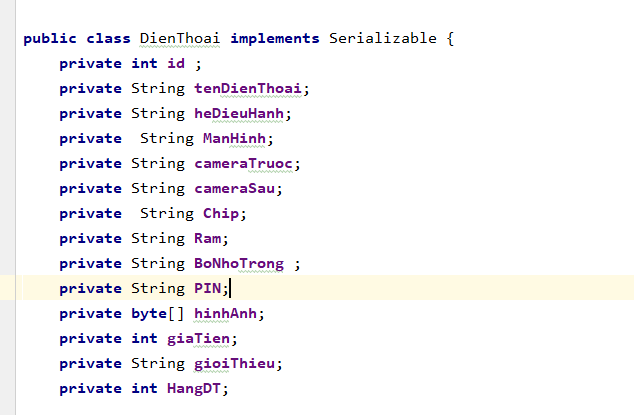 public class DienThoai implements Serializable {
private int id ;
private String tenDienThoai;
private String heDieuHanh;
private  String ManHinh;
private String cameraTruoc;
private String cameraSau;
private  String Chip;
private String Ram;
private String BoNhoTrong ;
private String PIN;
private byte[] hinhAnh;
private int giaTien;
private String gioiThieu;
private int HangDT;